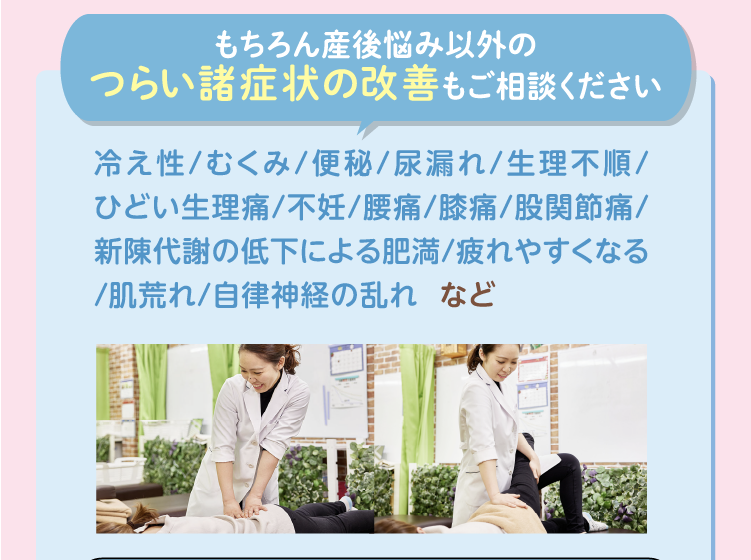 もちろん産後悩み以外の
つらい諸症状の改善もご相談ください
冷え性/むくみ/便秘/尿漏れ/生理不順/
ひどい生理痛/不妊/腰痛/膝痛/股関節痛/
新陳代謝の低下による肥満/疲れやすくなる
/肌荒れ/自律神経の乱れ など